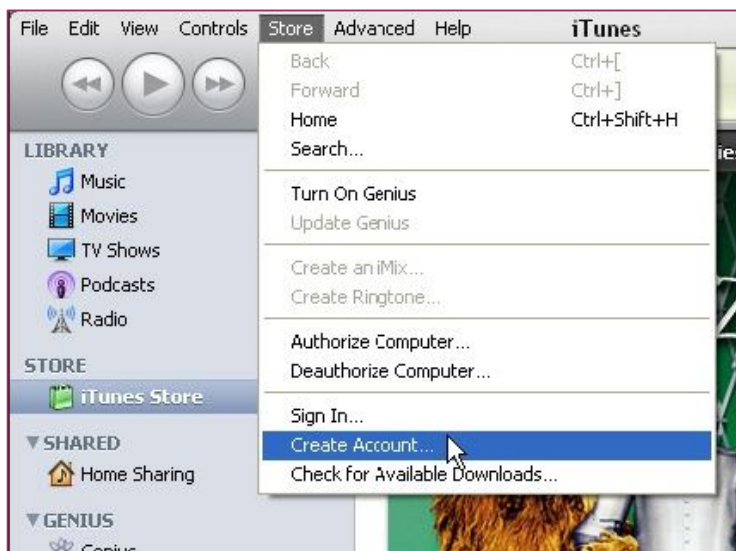 File Edit View Controls Store Advanced Help iTunes
Back Ctrl+[
Forward Ctrl+]
Home Ctrl+Shift+H
Search...
Turn On Genius
Update Genius
Create an iMix...
Create Ringtone...
Authorize Computer...
Deauthorize Computer...
Sign In...
Create Account...
Check for Available Downloads...
LIBRARY
Music
Movies
TV Shows
Podcasts
Radio
STORE
iTunes Store
SHARED
Home Sharing
GENIUS
Genius